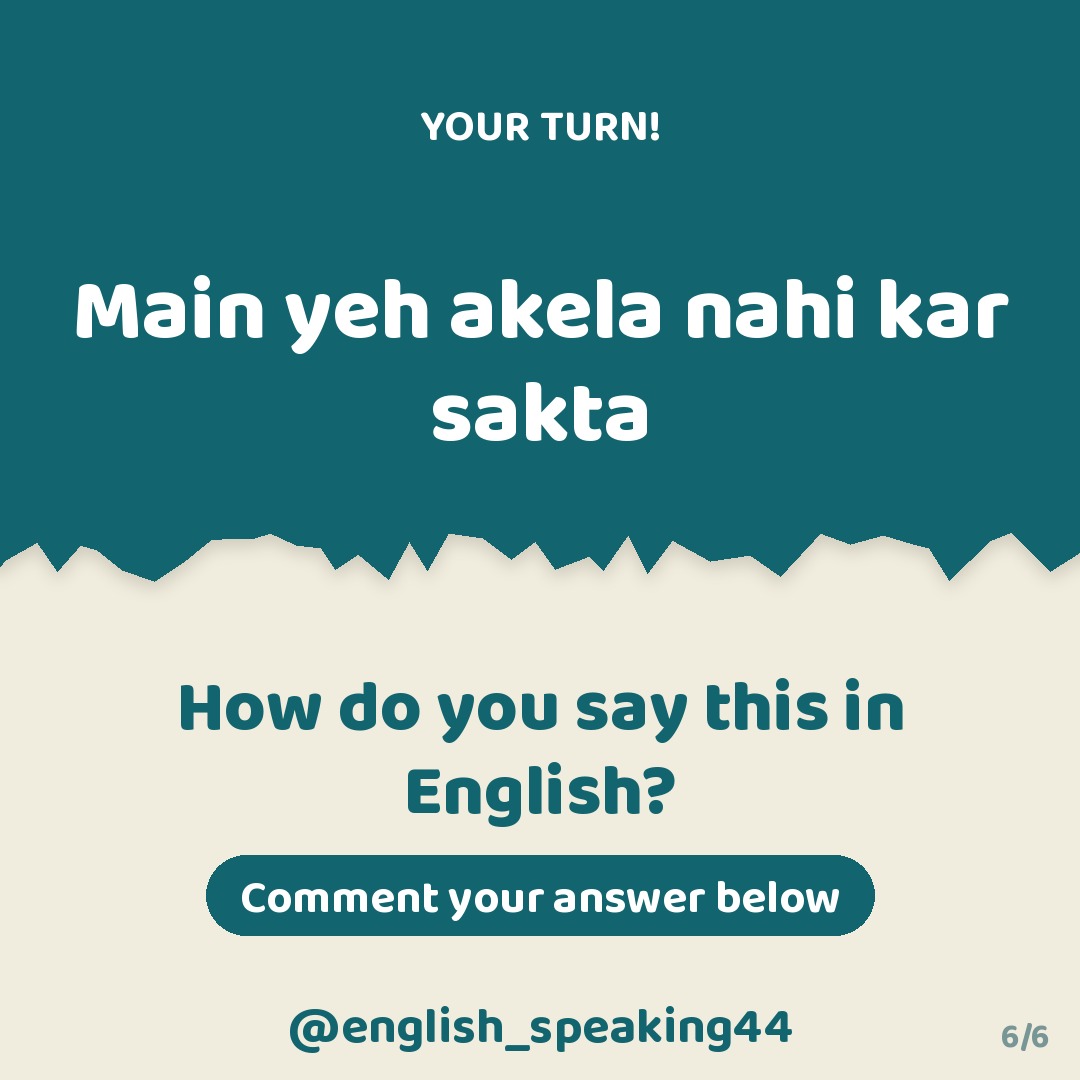 YOUR TURN!
Main yeh akela nahi kar
sakta
How do you say this in
English?
Comment your answer below
@english_speaking44
6/6